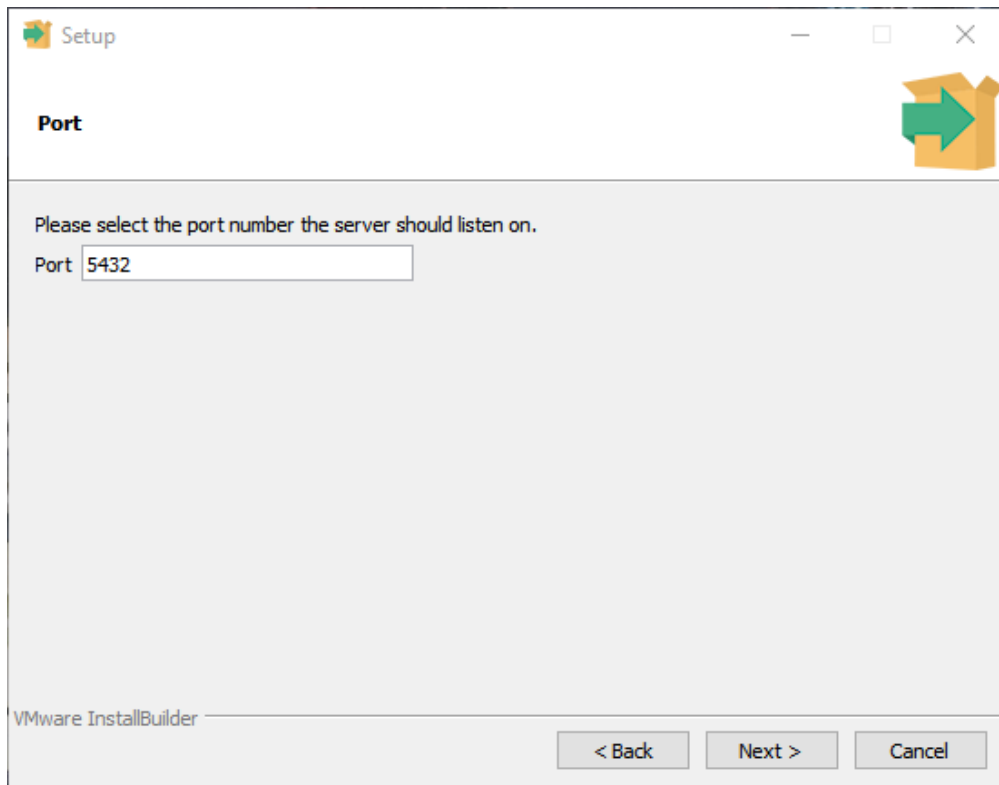 Setup
Port
Please select the port number the server should listen on.
Port 5432
VMware InstallBuilder
< Back Next > Cancel